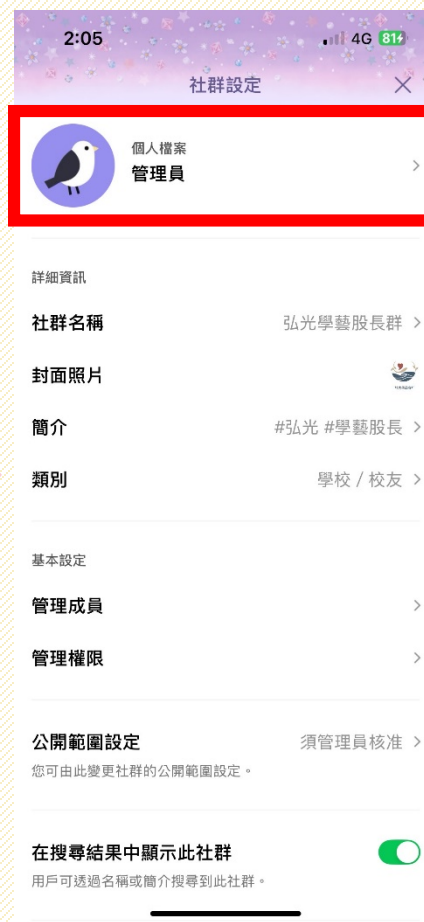 2:05
4G 81
社群設定
個人檔案
管理員
詳細資訊
社群名稱 弘光學藝股長群
封面照片
簡介 #弘光 #學藝股長
類別 學校 / 校友
基本設定
管理成員
管理權限
公開範圍設定 須管理員核准
您可由此變更社群的公開範圍設定。
在搜尋結果中顯示此社群
用戶可透過名稱或簡介搜尋到此社群。